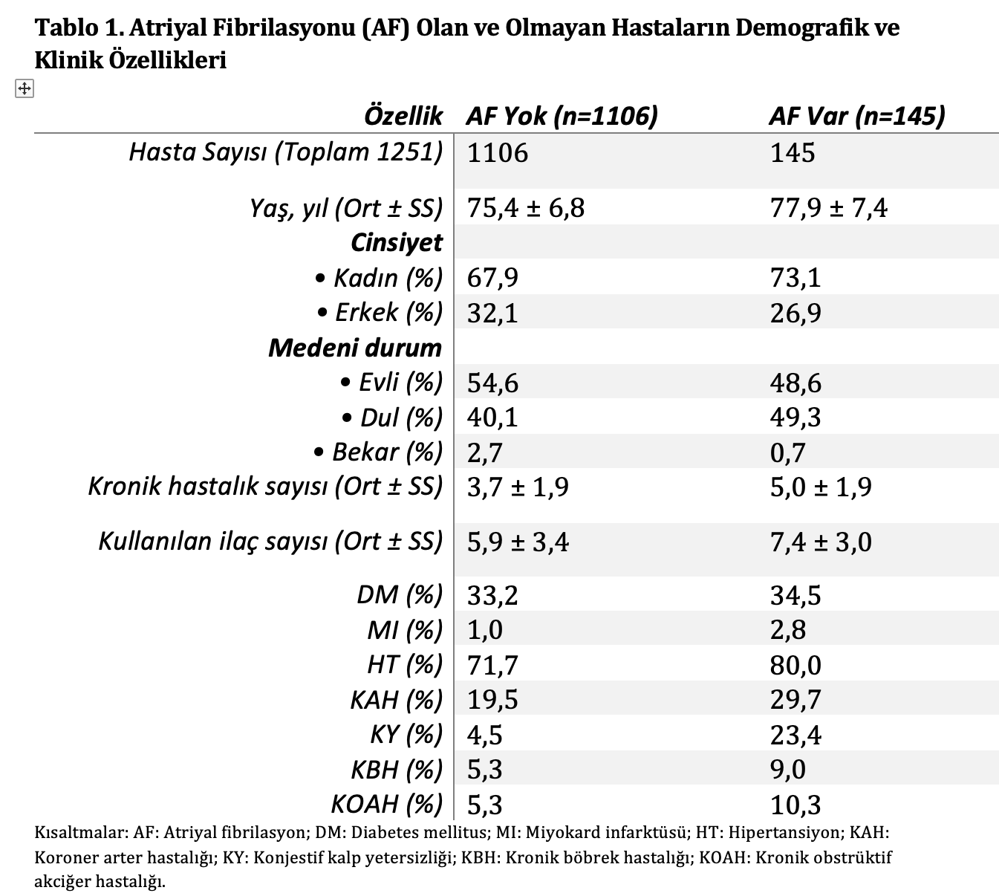 Tablo 1. Atriyal Fibrilasyonu (AF) Olan ve Olmayan Hastaların Demografik ve
Klinik Özellikleri
Özellik AF Yok (n=1106) AF Var (n=145)
Hasta Sayısı (Toplam 1251) 1106 145
Yaş, yıl (Ort ± SS) 75,4 ± 6,8 77,9 ± 7,4
Cinsiyet
• Kadın (%) 67,9 73,1
• Erkek (%) 32,1 26,9
Medeni durum
• Evli (%) 54,6 48,6
• Dul (%) 40,1 49,3
• Bekar (%) 2,7 0,7
Kronik hastalık sayısı (Ort ± SS) 3,7 ± 1,9 5,0 ± 1,9
Kullanılan ilaç sayısı (Ort ± SS) 5,9 ± 3,4 7,4 ± 3,0
DM (%) 33,2 34,5
MI (%) 1,0 2,8
HT (%) 71,7 80,0
KAH (%) 19,5 29,7
KY (%) 4,5 23,4
KBH (%) 5,3 9,0
KOAH (%) 5,3 10,3
Kısaltmalar: AF: Atriyal fibrilasyon; DM: Diabetes mellitus; MI: Miyokard infarktüsü; HT: Hipertansiyon; KAH:
Koroner arter hastalığı; KY: Konjestif kalp yetersizliği; KBH: Kronik böbrek hastalığı; KOAH: Kronik obstrüktif
akciğer hastalığı.